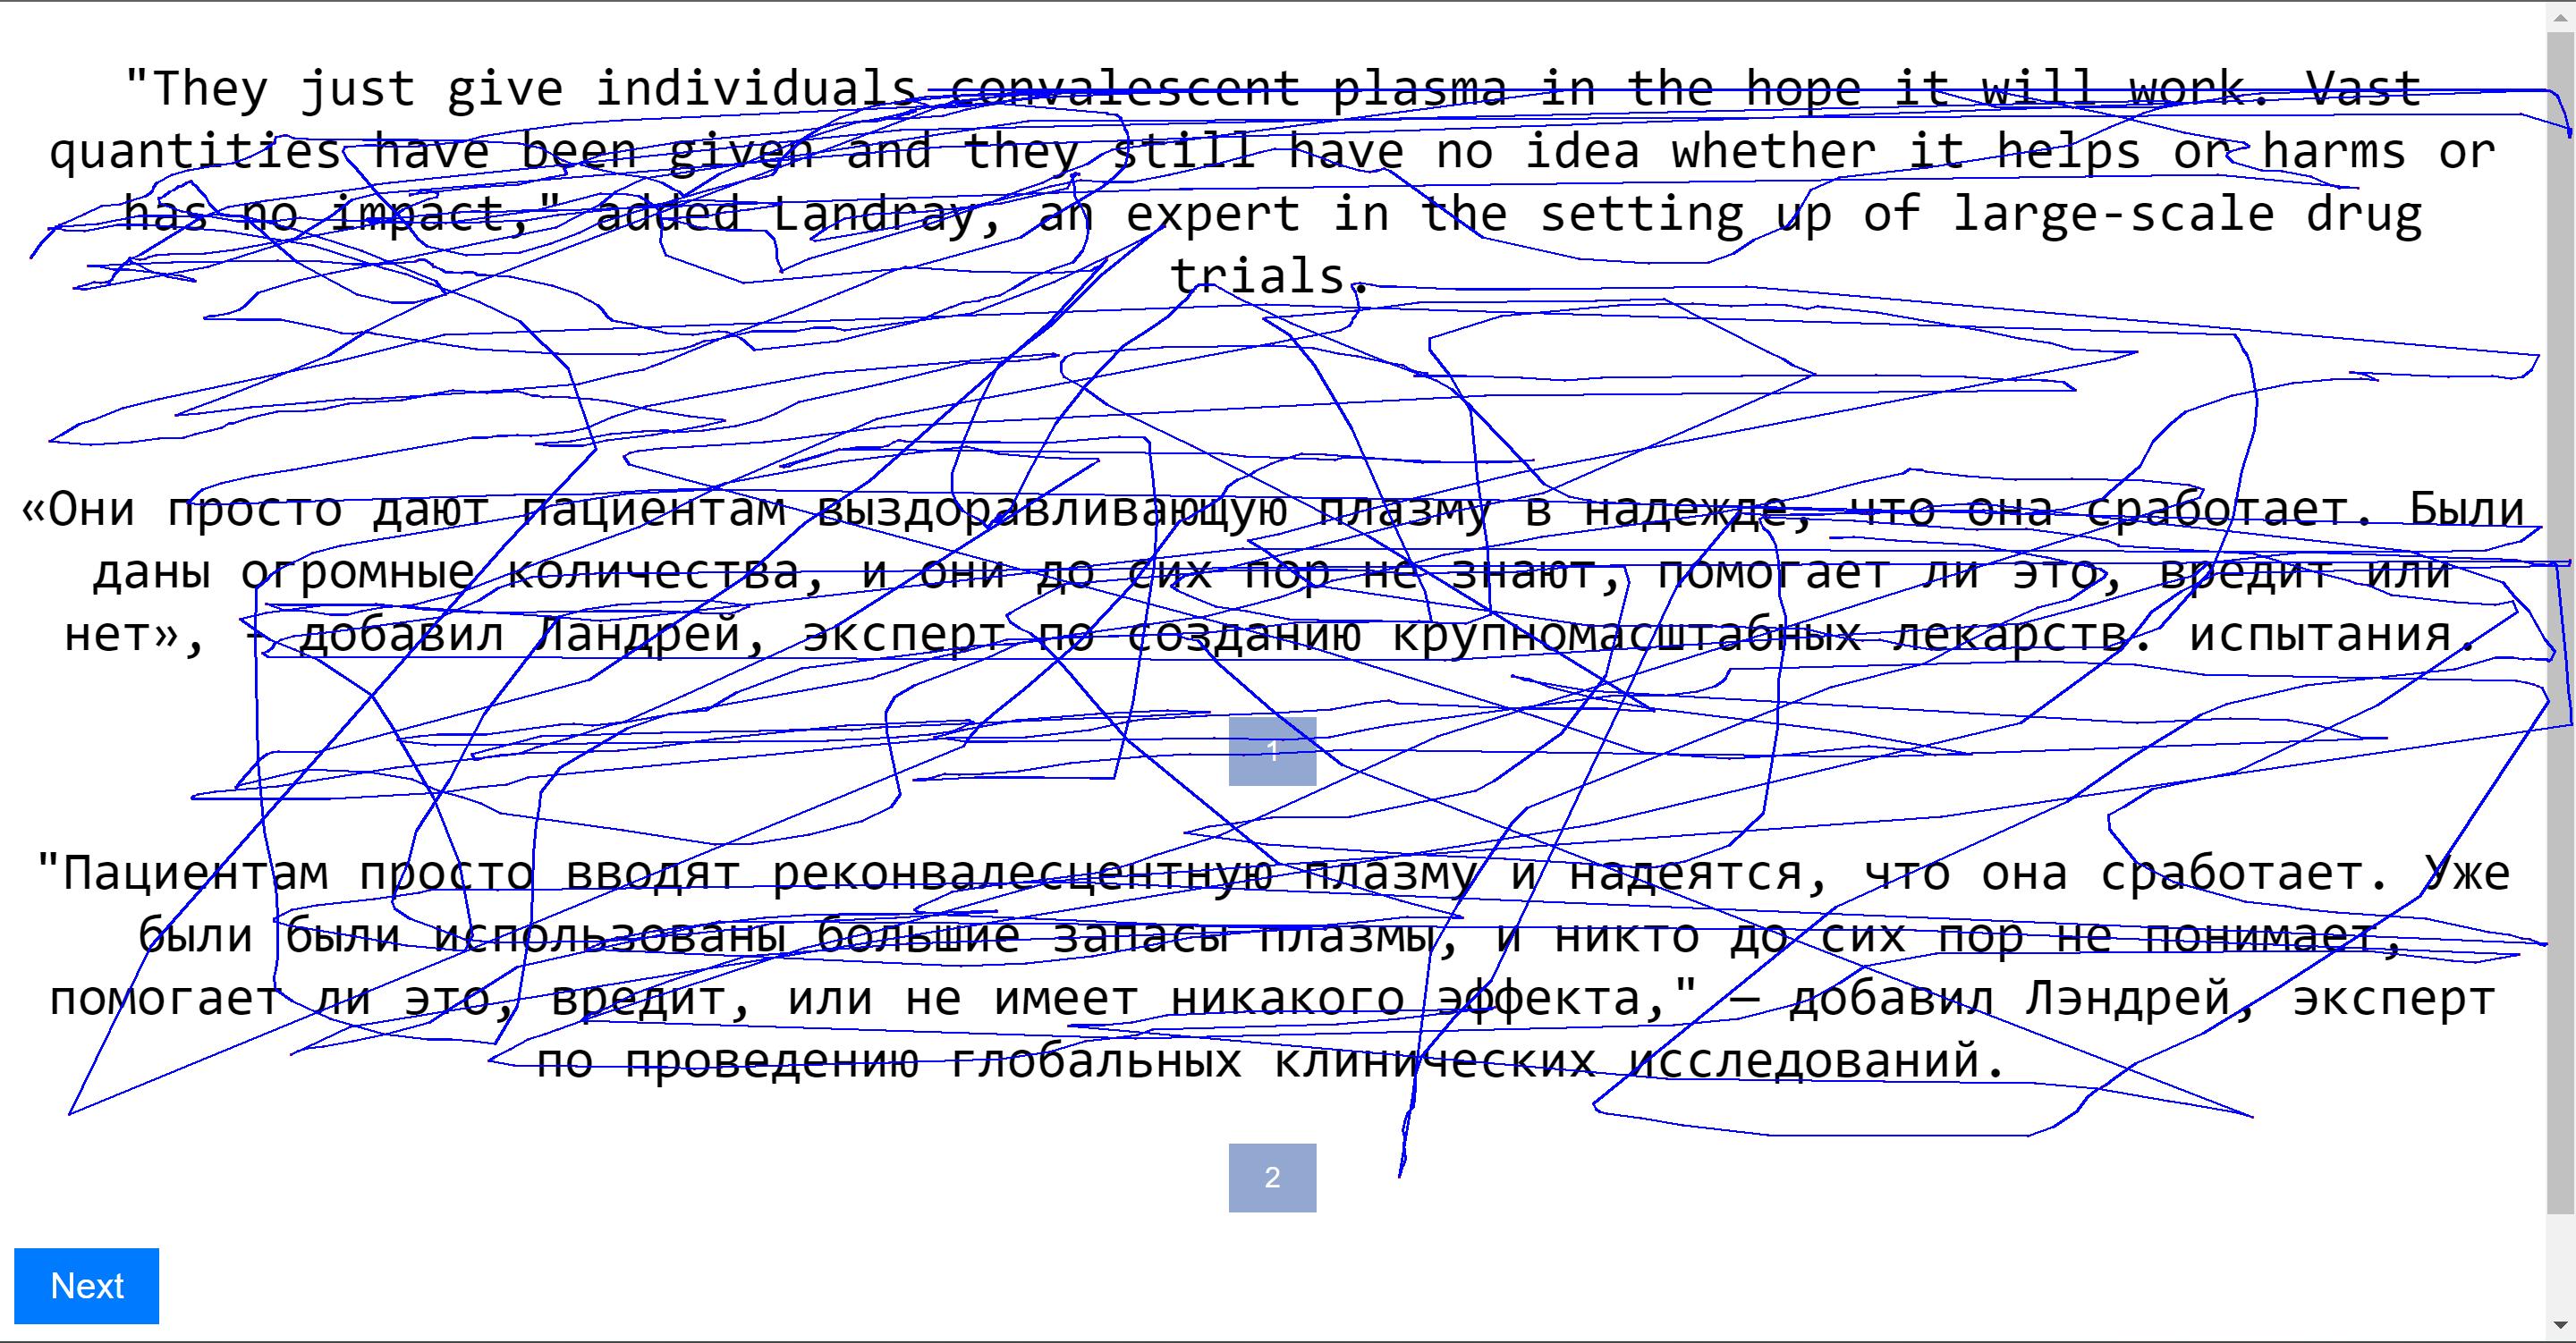 "They just give individuals convalescent plasma in the hope it will work. Vast
quantities have been given and they still have no idea whether it helps or harms or
has no impact," added Landray, an expert in the setting up of large-scale drug
trials.
«Они просто дают пациентам выздоравливающую плазму в надежде, что она сработает. Были
даны огромные количества, и они до сих пор не знают, помогает ли это, вредит или
нет», – добавил Ландрей, эксперт по созданию крупномасштабных лекарств. испытания.
1
"Пациентам просто вводят реконвалесцентную плазму и надеятся, что она сработает. Уже
были были использованы большие запасы плазмы, и никто до сих пор не понимает,
помогает ли это, вредит, или не имеет никакого эффекта," — добавил Лэндрей, эксперт
по проведению глобальных клинических исследований.
2
Next